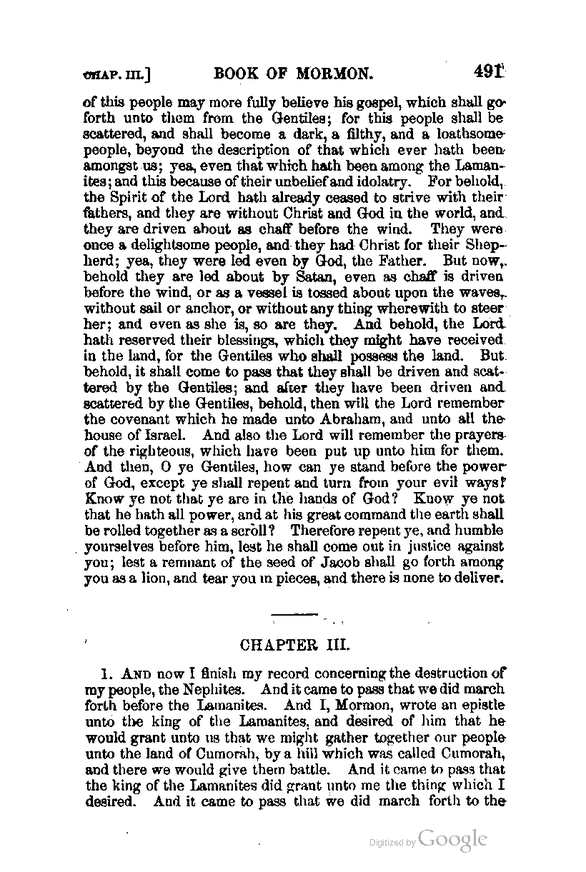 CHAP. III.] BOOK OF MORMON. 491
of this people may more fully believe his gospel, which shall go
forth unto them from the Gentiles; for this people shall be
scattered, and shall become a dark, a filthy, and a loathsome
people, beyond the description of that which ever hath been
amongst us; yea, even that which hath been among the Laman-
ites; and this because of their unbelief and idolatry. For behold,
the Spirit of the Lord hath already ceased to strive with their
fathers, and they are without Christ and God in the world, and
they are driven about as chaff before the wind. They were
once a delightsome people, and they had Christ for their Shep-
herd; yea, they were led even by God, the Father. But now,
behold they are led about by Satan, even as chaff is driven
before the wind, or as a vessel is tossed about upon the waves,
without sail or anchor, or without any thing wherewith to steer
her; and even as she is, so are they. And behold, the Lord
hath reserved their blessings, which they might have received
in the land, for the Gentiles who shall possess the land. But
behold, it shall come to pass that they shall be driven and scat-
tered by the Gentiles; and after they have been driven and
scattered by the Gentiles, behold, then will the Lord remember
the covenant which he made unto Abraham, and unto all the
house of Israel. And also the Lord will remember the prayers
of the righteous, which have been put up unto him for them.
And then, O ye Gentiles, how can ye stand before the power
of God, except ye shall repent and turn from your evil ways?
Know ye not that ye are in the hands of God? Know ye not
that he hath all power, and at his great command the earth shall
be rolled together as a scroll? Therefore repent ye, and humble
yourselves before him, lest he shall come out in justice against
you; lest a remnant of the seed of Jacob shall go forth among
you as a lion, and tear you in pieces, and there is none to deliver.
CHAPTER III.
1. AND now I finish my record concerning the destruction of
my people, the Nephites. And it came to pass that we did march
forth before the Lamanites. And I, Mormon, wrote an epistle
unto the king of the Lamanites, and desired of him that he
would grant unto us that we might gather together our people
unto the land of Cumorah, by a hill which was called Cumorah,
and there we would give them battle. And it came to pass that
the king of the Lamanites did grant unto me the thing which I
desired. And it came to pass that we did march forth to the
Digitized by Google